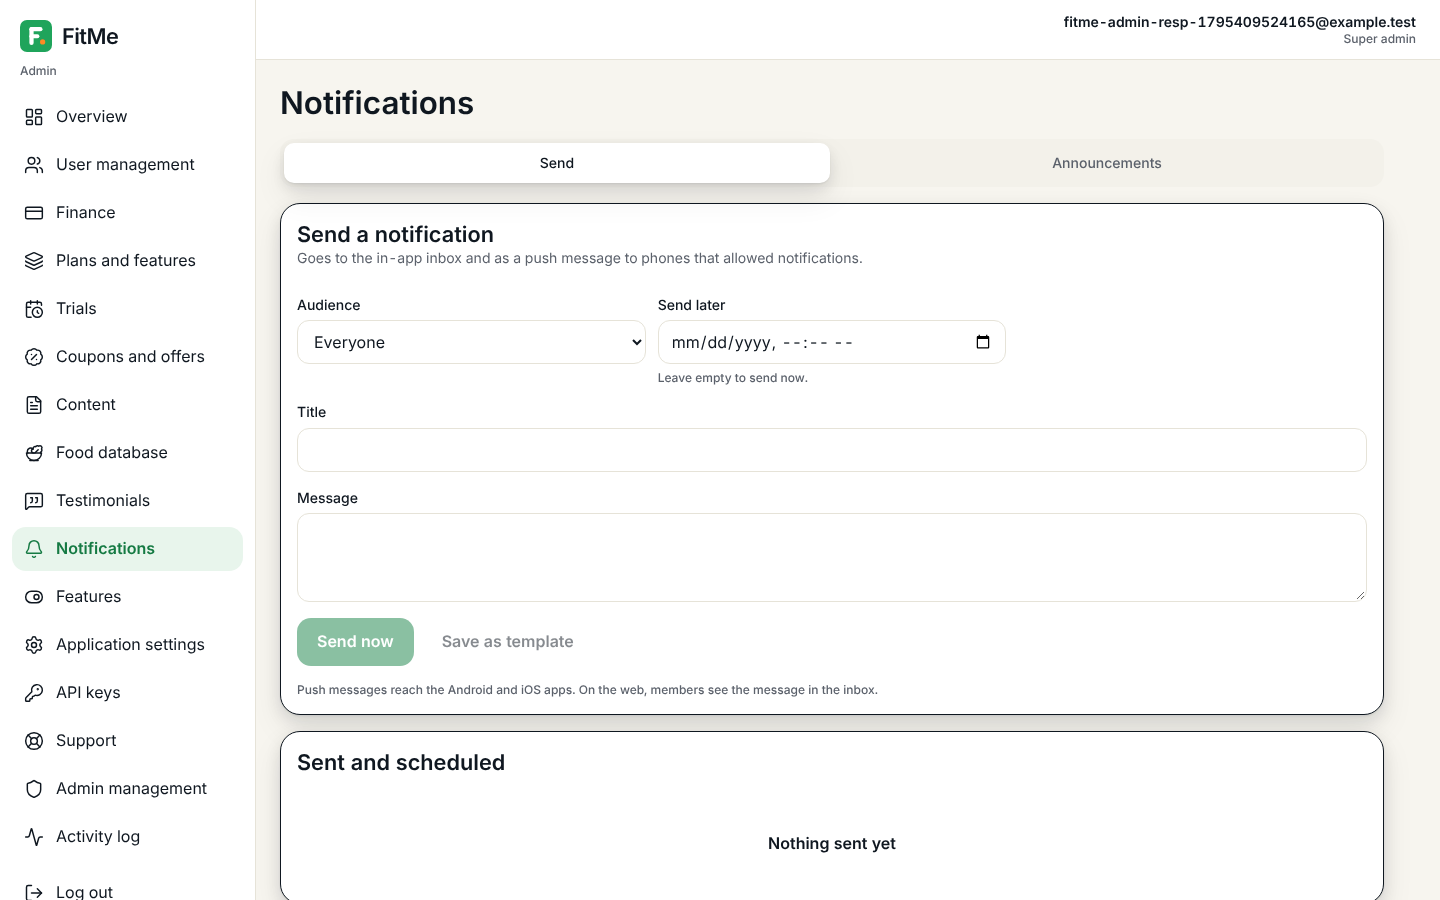 FitMe
Admin
Overview
User management
Finance
Plans and features
Trials
Coupons and offers
Content
Food database
Testimonials
Notifications
Features
Application settings
API keys
Support
Admin management
Activity log
Log out
fitme-admin-resp-1795409524165@example.test
Super admin
Notifications
Send
Announcements
Send a notification
Goes to the in-app inbox and as a push message to phones that allowed notifications.
Audience
Everyone
Send later
mm/dd/yyyy, --:-- --
Leave empty to send now.
Title
Message
Send now
Save as template
Push messages reach the Android and iOS apps. On the web, members see the message in the inbox.
Sent and scheduled
Nothing sent yet